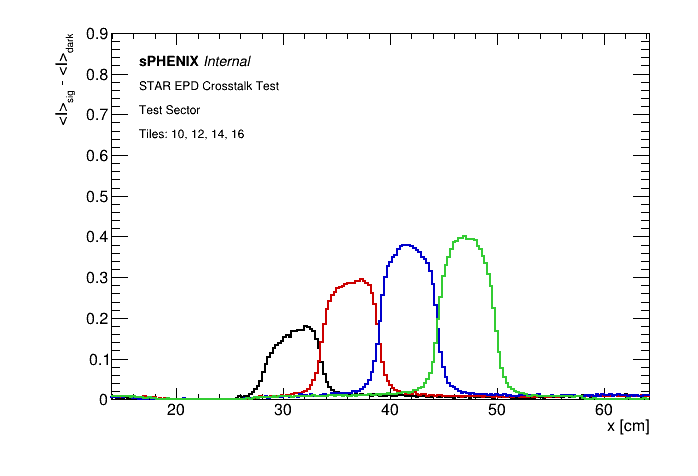 <I>sig - <I>dark
0.9
0.8
0.7
0.6
0.5
0.4
0.3
0.2
0.1
0
sPHENIX Internal
STAR EPD Crosstalk Test
Test Sector
Tiles: 10, 12, 14, 16
20 30 40 50 60
x [cm]